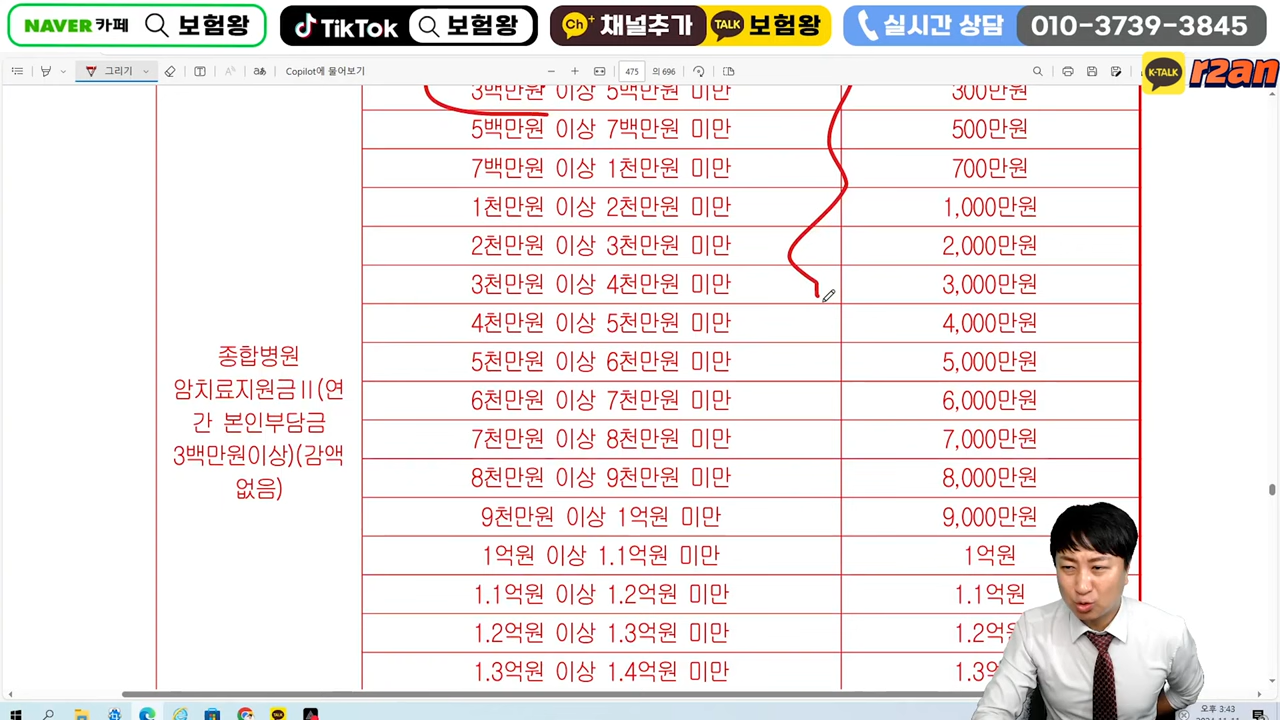 NAVER 카페 보험왕
TikTok 보험왕
Ch+ 채널추가 TALK 보험왕
실시간 상담 010-3739-3845
그리기
Copilot에 물어보기
475 의 696
K-TALK r2an
3백만원 이상 5백만원 미만 300만원
5백만원 이상 7백만원 미만 500만원
7백만원 이상 1천만원 미만 700만원
1천만원 이상 2천만원 미만 1,000만원
2천만원 이상 3천만원 미만 2,000만원
3천만원 이상 4천만원 미만 3,000만원
4천만원 이상 5천만원 미만 4,000만원
5천만원 이상 6천만원 미만 5,000만원
6천만원 이상 7천만원 미만 6,000만원
7천만원 이상 8천만원 미만 7,000만원
8천만원 이상 9천만원 미만 8,000만원
9천만원 이상 1억원 미만 9,000만원
1억원 이상 1.1억원 미만 1억원
1.1억원 이상 1.2억원 미만 1.1억원
1.2억원 이상 1.3억원 미만 1.2억
1.3억원 이상 1.4억원 미만 1.3
종합병원
암치료지원금Ⅱ(연
간 본인부담금
3백만원이상)(감액
없음)
오후 3:43